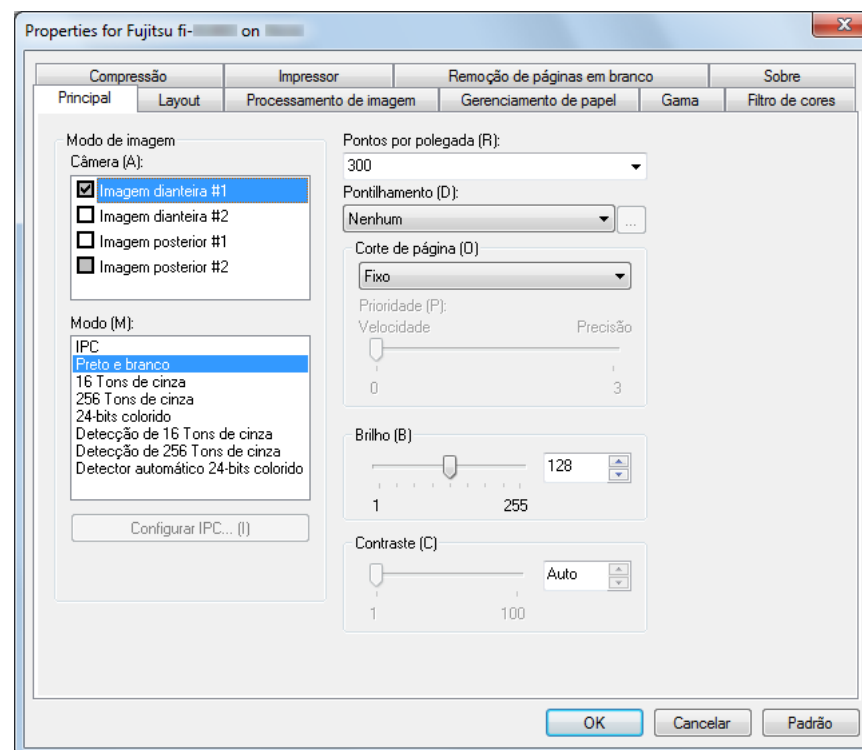 Properties for Fujitsu fi- on
Compressão Impressor Remoção de páginas em branco Sobre
Principal Layout Processamento de imagem Gerenciamento de papel Gama Filtro de cores
Modo de imagem
Câmera (A):
Imagem dianteira #1
Imagem dianteira #2
Imagem posterior #1
Imagem posterior #2
Modo (M):
IPC
Preto e branco
16 Tons de cinza
256 Tons de cinza
24-bits colorido
Detecção de 16 Tons de cinza
Detecção de 256 Tons de cinza
Detector automático 24-bits colorido
Configurar IPC... (I)
Pontos por polegada (R):
300
Pontilhamento (D):
Nenhum ...
Corte de página (O)
Fixo
Prioridade (P):
Velocidade Precisão
0 3
Brilho (B)
128
1 255
Contraste (C)
Auto
1 100
OK Cancelar Padrão